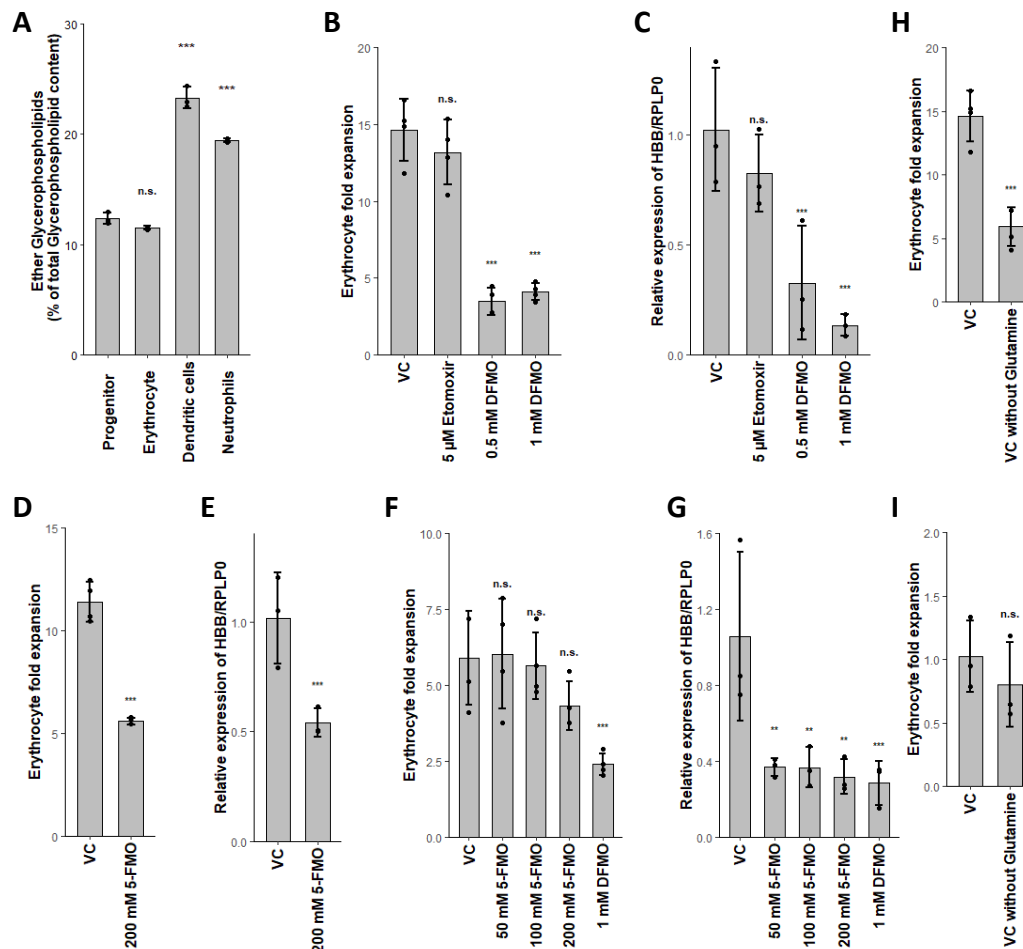 A
Ether Glycerophospholipids
(% of total Glycerophospholipid content)
30
20
10
0
n.s.
***
***
Progenitor
Erythrocyte
Dendritic cells
Neutrophils
B
Erythrocyte fold expansion
20
15
10
5
0
n.s.
***
***
VC
5 µM Etomoxir
0.5 mM DFMO
1 mM DFMO
C
Relative expression of HBB/RPLP0
1.0
0.5
0.0
n.s.
***
***
VC
5 µM Etomoxir
0.5 mM DFMO
1 mM DFMO
H
Erythrocyte fold expansion
20
15
10
5
0
***
VC
VC without Glutamine
D
Erythrocyte fold expansion
15
10
5
0
***
VC
200 mM 5-FMO
E
Relative expression of HBB/RPLP0
1.0
0.5
0.0
***
VC
200 mM 5-FMO
F
Erythrocyte fold expansion
10.0
7.5
5.0
2.5
0.0
n.s.
n.s.
n.s.
***
VC
50 mM 5-FMO
100 mM 5-FMO
200 mM 5-FMO
1 mM DFMO
G
Relative expression of HBB/RPLP0
1.6
1.2
0.8
0.4
0.0
**
**
**
***
VC
50 mM 5-FMO
100 mM 5-FMO
200 mM 5-FMO
1 mM DFMO
I
Erythrocyte fold expansion
2.0
1.5
1.0
0.5
0.0
n.s.
VC
VC without Glutamine